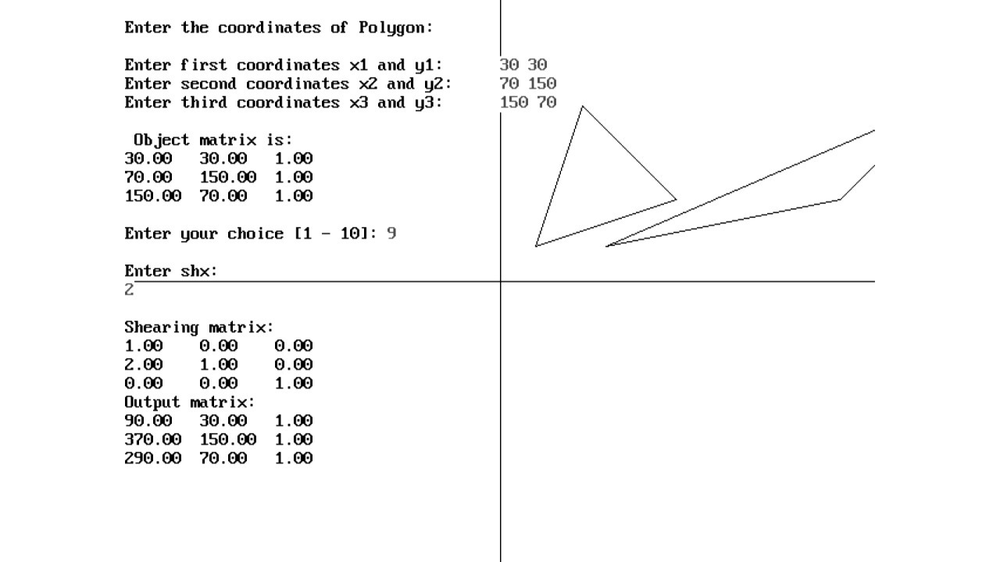 Enter the coordinates of Polygon:
Enter first coordinates x1 and y1: 30 30
Enter second coordinates x2 and y2: 70 150
Enter third coordinates x3 and y3: 150 70
Object matrix is:
30.00 30.00 1.00
70.00 150.00 1.00
150.00 70.00 1.00
Enter your choice [1 - 10]: 9
Enter shx:
2
Shearing matrix:
1.00 0.00 0.00
2.00 1.00 0.00
0.00 0.00 1.00
Output matrix:
90.00 30.00 1.00
370.00 150.00 1.00
290.00 70.00 1.00